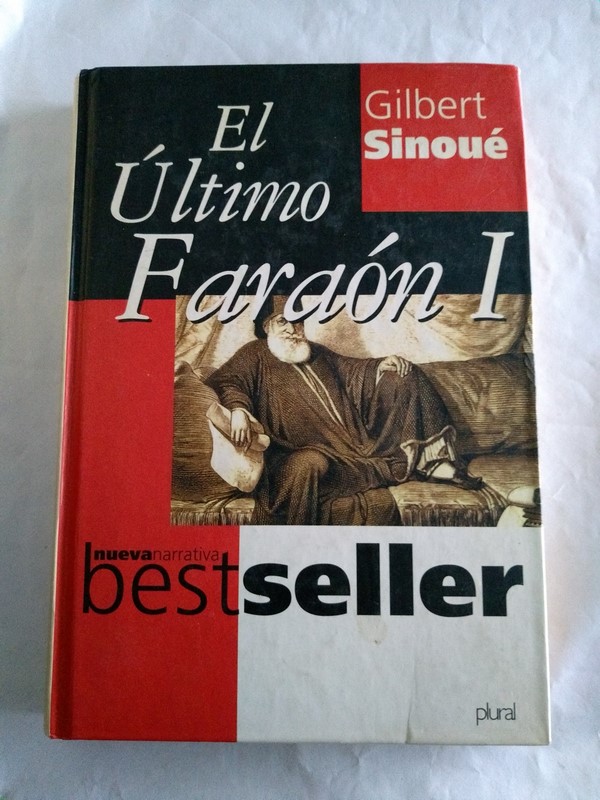 Gilbert
Sinoué
El
Último
Faraón I
nuevanarrativa
bestseller
plural